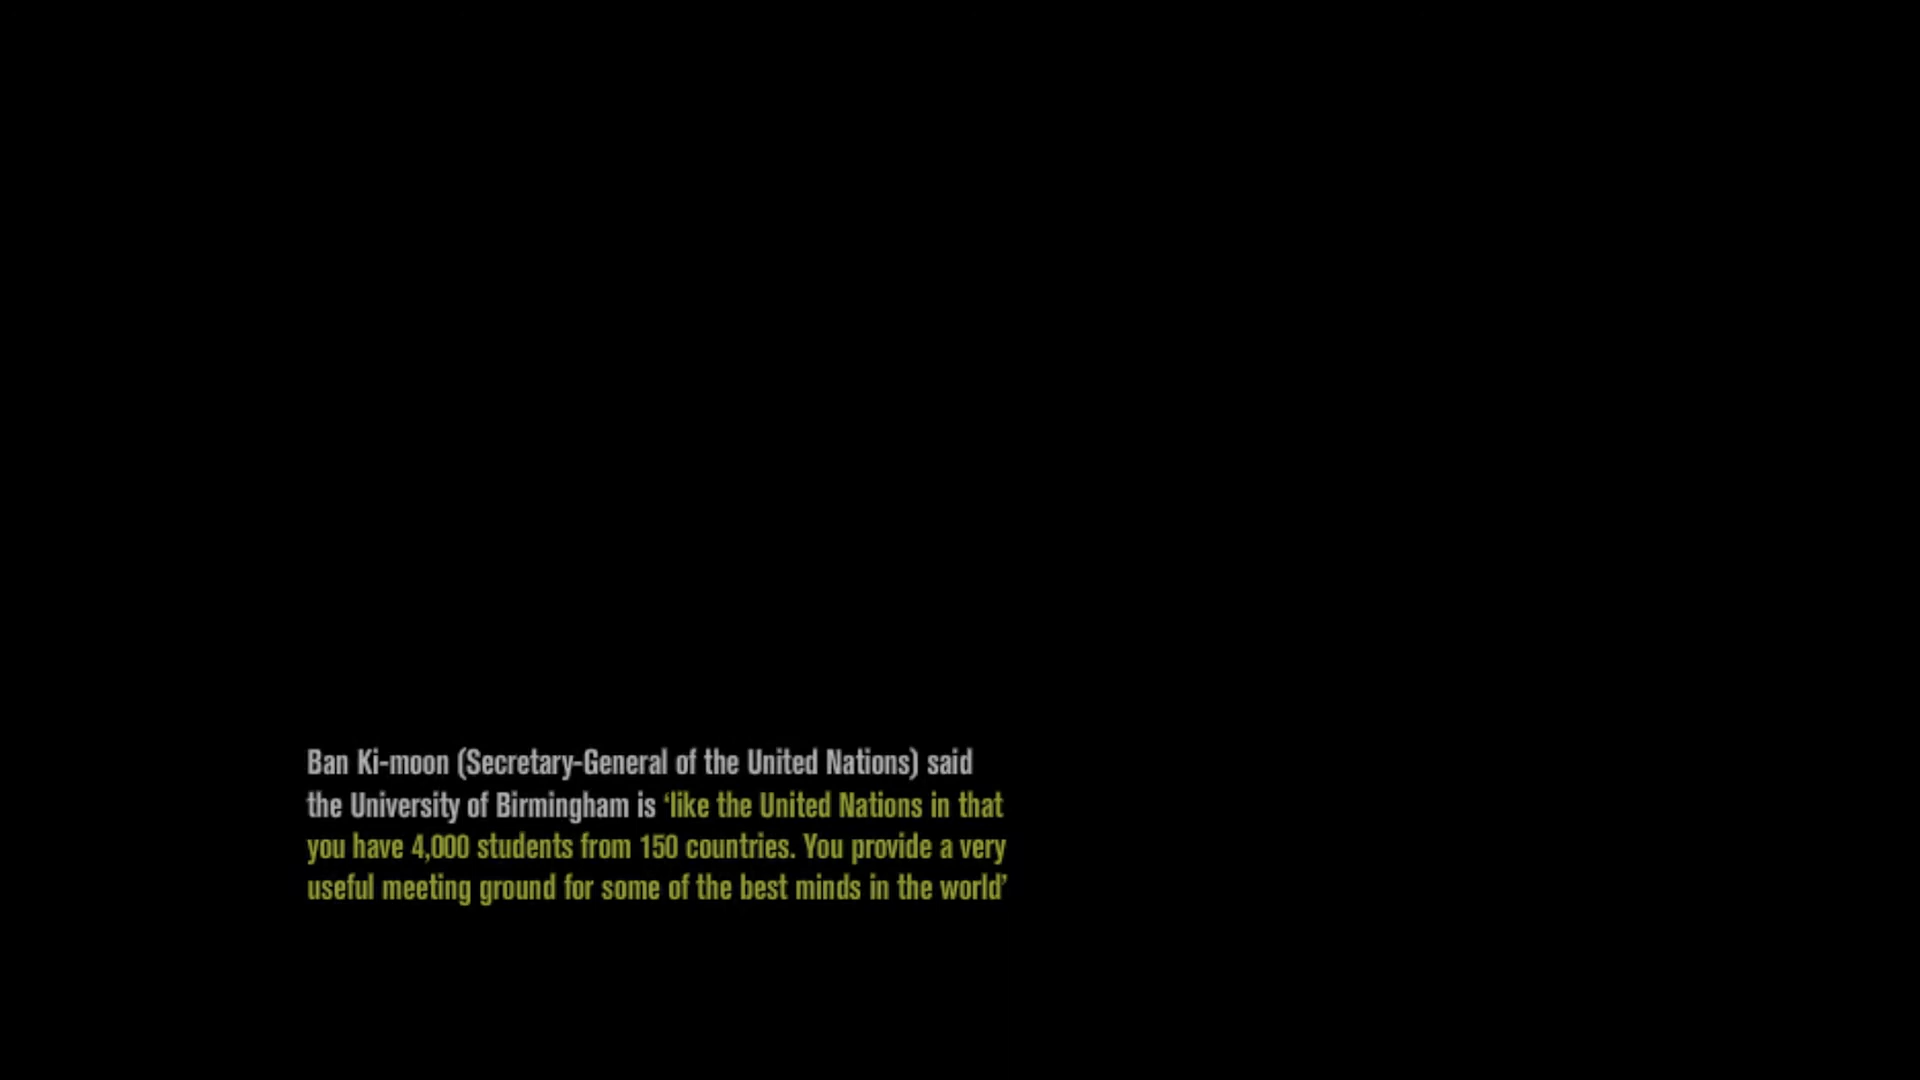 Ban Ki-moon (Secretary-General of the United Nations) said
the University of Birmingham is ‘like the United Nations in that
you have 4,000 students from 150 countries. You provide a very
useful meeting ground for some of the best minds in the world’